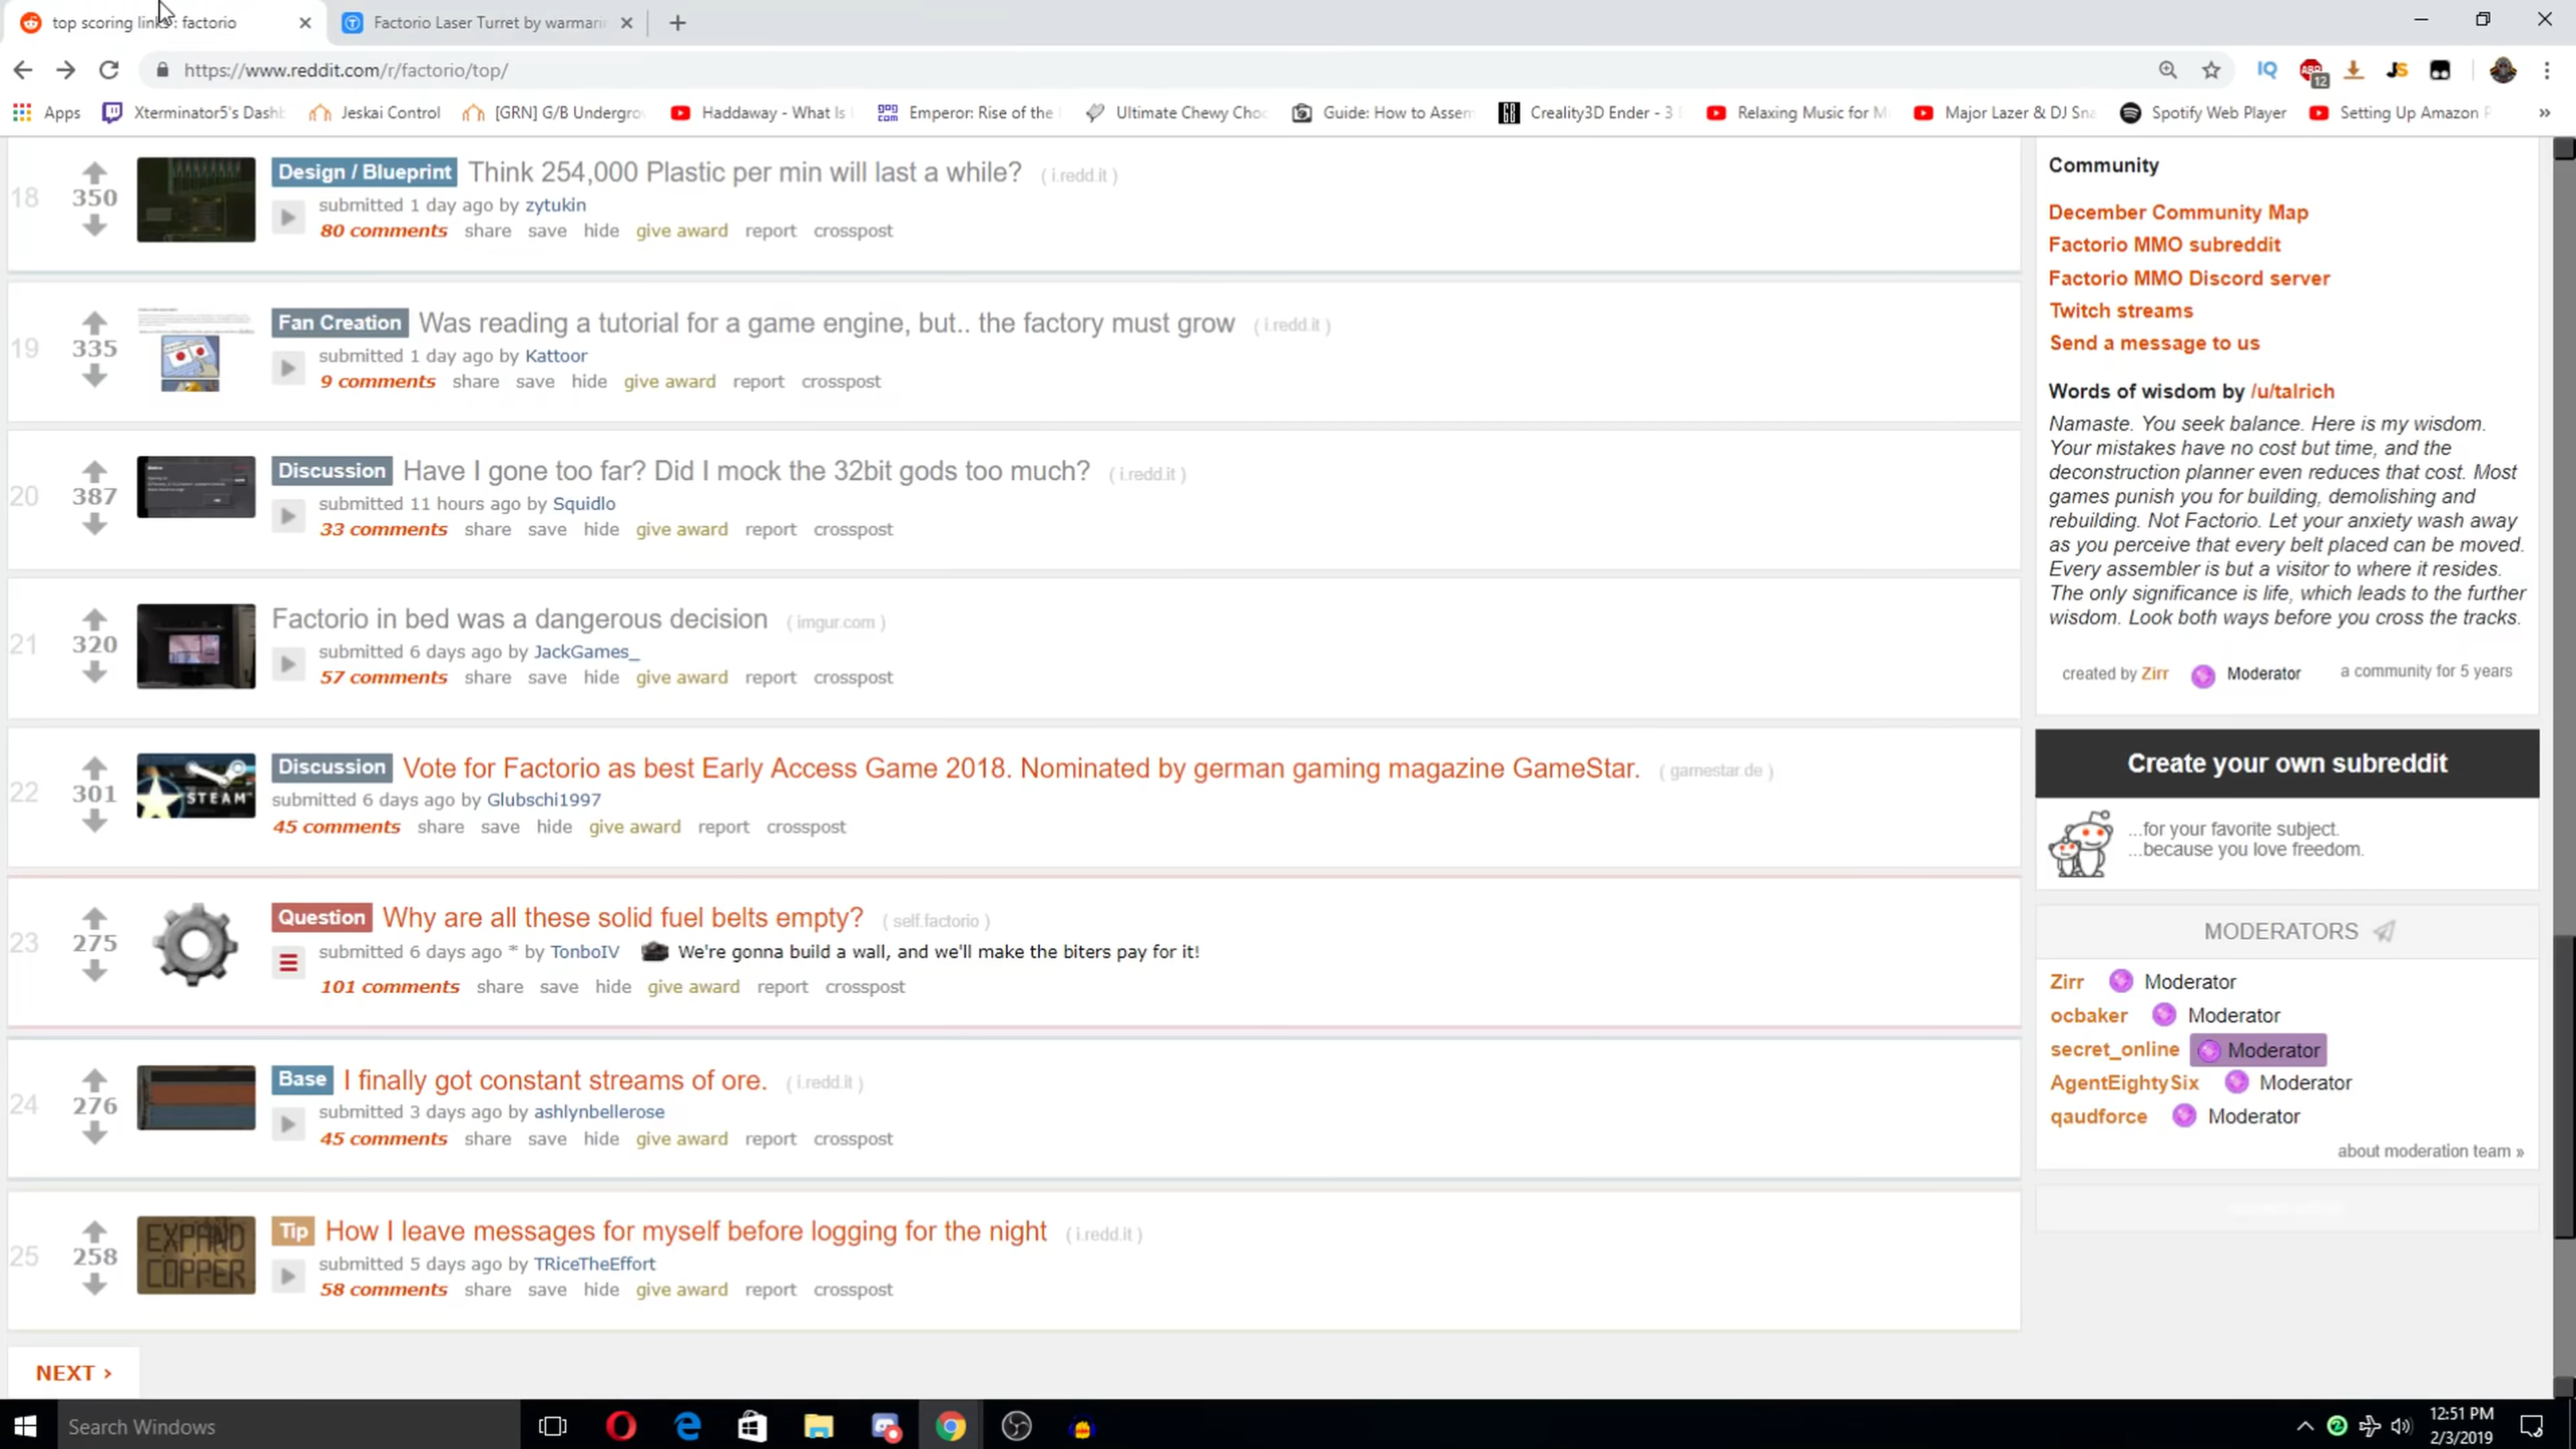 top scoring links : factorio
Factorio Laser Turret by warmari
https://www.reddit.com/r/factorio/top/
IQ ABP 12 JS
Apps Xterminator5's Dashb Jeskai Control [GRN] G/B Undergro Haddaway - What Is Emperor: Rise of the Ultimate Chewy Choc Guide: How to Assem Creality3D Ender - 3 Relaxing Music for M Major Lazer & DJ Sna Spotify Web Player Setting Up Amazon »
18 350 Design / Blueprint Think 254,000 Plastic per min will last a while? ( i.redd.it )
submitted 1 day ago by zytukin
80 comments share save hide give award report crosspost
19 335 Fan Creation Was reading a tutorial for a game engine, but.. the factory must grow ( i.redd.it )
submitted 1 day ago by Kattoor
9 comments share save hide give award report crosspost
20 387 Discussion Have I gone too far? Did I mock the 32bit gods too much? ( i.redd.it )
submitted 11 hours ago by Squidlo
33 comments share save hide give award report crosspost
21 320 Factorio in bed was a dangerous decision ( imgur.com )
submitted 6 days ago by JackGames_
57 comments share save hide give award report crosspost
22 301 STEAM Discussion Vote for Factorio as best Early Access Game 2018. Nominated by german gaming magazine GameStar. ( gamestar.de )
submitted 6 days ago by Glubschi1997
45 comments share save hide give award report crosspost
23 275 Question Why are all these solid fuel belts empty? ( self.factorio )
submitted 6 days ago * by TonboIV We're gonna build a wall, and we'll make the biters pay for it!
101 comments share save hide give award report crosspost
24 276 Base I finally got constant streams of ore. ( i.redd.it )
submitted 3 days ago by ashlynbellerose
45 comments share save hide give award report crosspost
25 258 EXPAND COPPER Tip How I leave messages for myself before logging for the night ( i.redd.it )
submitted 5 days ago by TRiceTheEffort
58 comments share save hide give award report crosspost
NEXT ›
Community
December Community Map
Factorio MMO subreddit
Factorio MMO Discord server
Twitch streams
Send a message to us
Words of wisdom by /u/talrich
Namaste. You seek balance. Here is my wisdom.
Your mistakes have no cost but time, and the
deconstruction planner even reduces that cost. Most
games punish you for building, demolishing and
rebuilding. Not Factorio. Let your anxiety wash away
as you perceive that every belt placed can be moved.
Every assembler is but a visitor to where it resides.
The only significance is life, which leads to the further
wisdom. Look both ways before you cross the tracks.
created by Zirr Moderator a community for 5 years
Create your own subreddit
...for your favorite subject.
...because you love freedom.
MODERATORS
Zirr Moderator
ocbaker Moderator
secret_online Moderator
AgentEightySix Moderator
qaudforce Moderator
about moderation team »
Search Windows
12:51 PM
2/3/2019